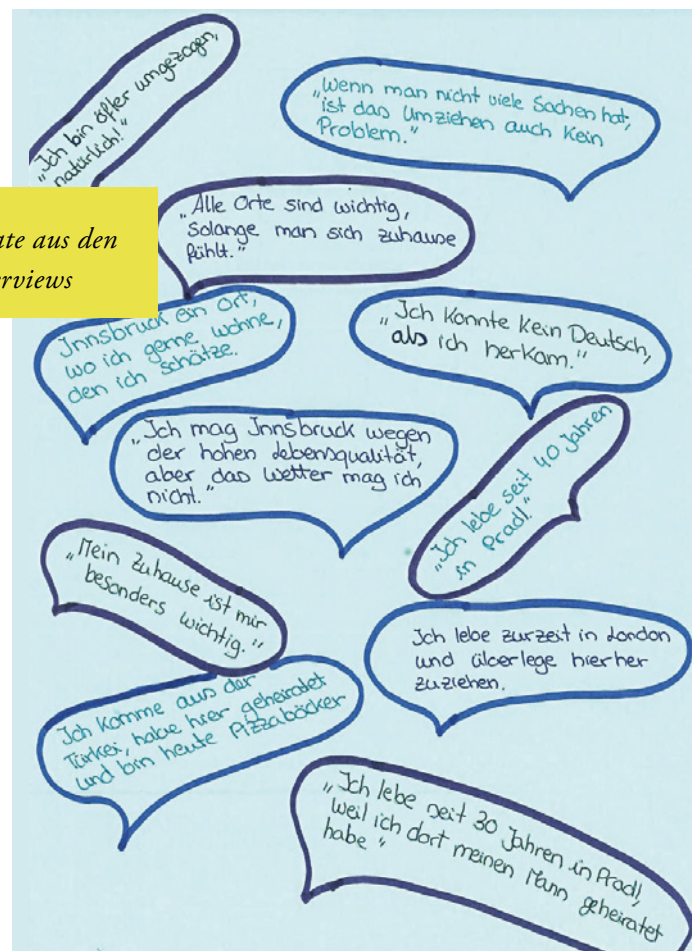 „Ich bin öfter umgezogen,
natürlich!“
„Wenn man nicht viele Sachen hat,
ist das Umziehen auch kein
Problem.“
„Alle Orte sind wichtig,
solange man sich zuhause
fühlt.“
aus den
Innsbruck ein Ort,
wo ich gerne wohne,
den ich schätze.
„Ich konnte kein Deutsch,
als ich herkam.“
„Ich mag Innsbruck wegen
der hohen Lebensqualität,
aber das Wetter mag ich
nicht.“
„Ich lebe seit 40 Jahren
in Pradl.“
„Mein Zuhause ist mir
besonders wichtig.“
Ich lebe zurzeit in London
und überlege hierher
zuziehen.
Ich komme aus der
Türkei, habe hier geheiratet
und bin heute Pizzabäcker
„Ich lebe seit 30 Jahren in Pradl,
weil ich dort meinen Mann geheiratet
habe“